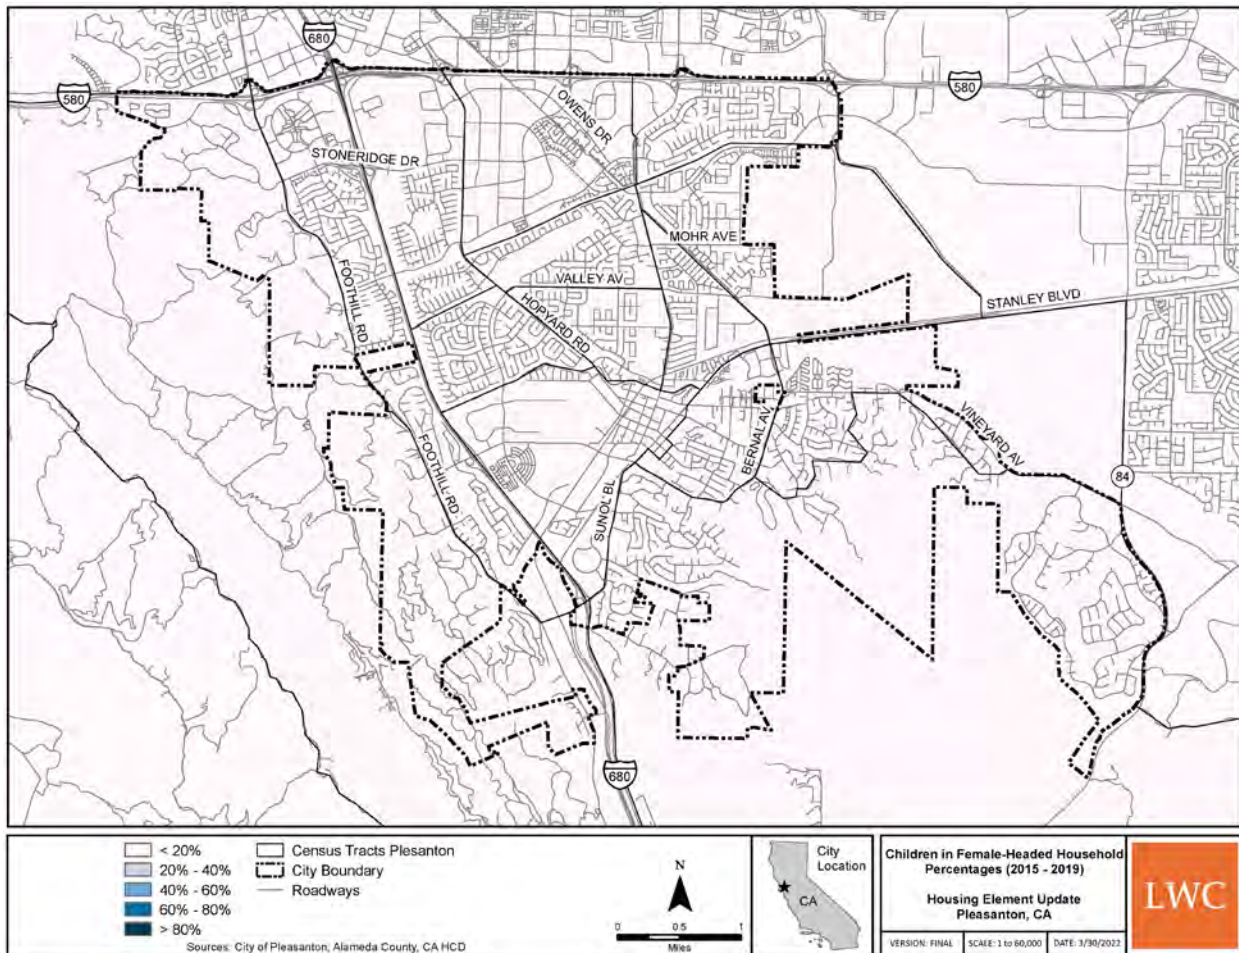 680
580
580
OWENS DR
STONERIDGE DR
MOHR AVE
FOOTHILL RD
VALLEY AV
HOPYARD RD
STANLEY BLVD
FOOTHILL RD
BERNAL AV
VINEYARD AV
84
SUNOL BL
680
< 20%
20% - 40%
40% - 60%
60% - 80%
> 80%
Census Tracts Plesanton
City Boundary
Roadways
Sources: City of Pleasanton; Alameda County, CA HCD
N
0 0.5 1
Miles
City
Location
CA
Children in Female-Headed Household
Percentages (2015 - 2019)
Housing Element Update
Pleasanton, CA
VERSION: FINAL
SCALE: 1 to 60,000
DATE: 3/30/2022
LWC